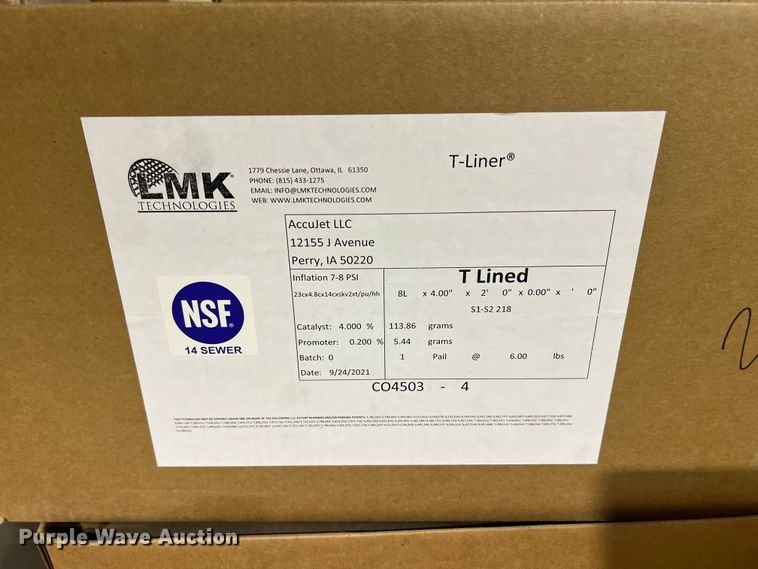 LMK
TECHNOLOGIES
1779 Chessie Lane, Ottawa, IL 61350
PHONE: (815) 433-1275
EMAIL: INFO@LMKTECHNOLOGIES.COM
WEB: WWW.LMKTECHNOLOGIES.COM
T-Liner®
AccuJet LLC
12155 J Avenue
Perry, IA 50220
Inflation 7-8 PSI
T Lined
23cx4.8cx14cxskv2xt/pu/hh
8L x 4.00" x 2' 0" x 0.00" x ' 0"
S1-S2 218
Catalyst: 4.000 % 113.86 grams
Promoter: 0.200 % 5.44 grams
Batch: 0 1 Pail @ 6.00 lbs
Date: 9/24/2021
CO4503 - 4
NSF
14 SEWER
Purple Wave Auction